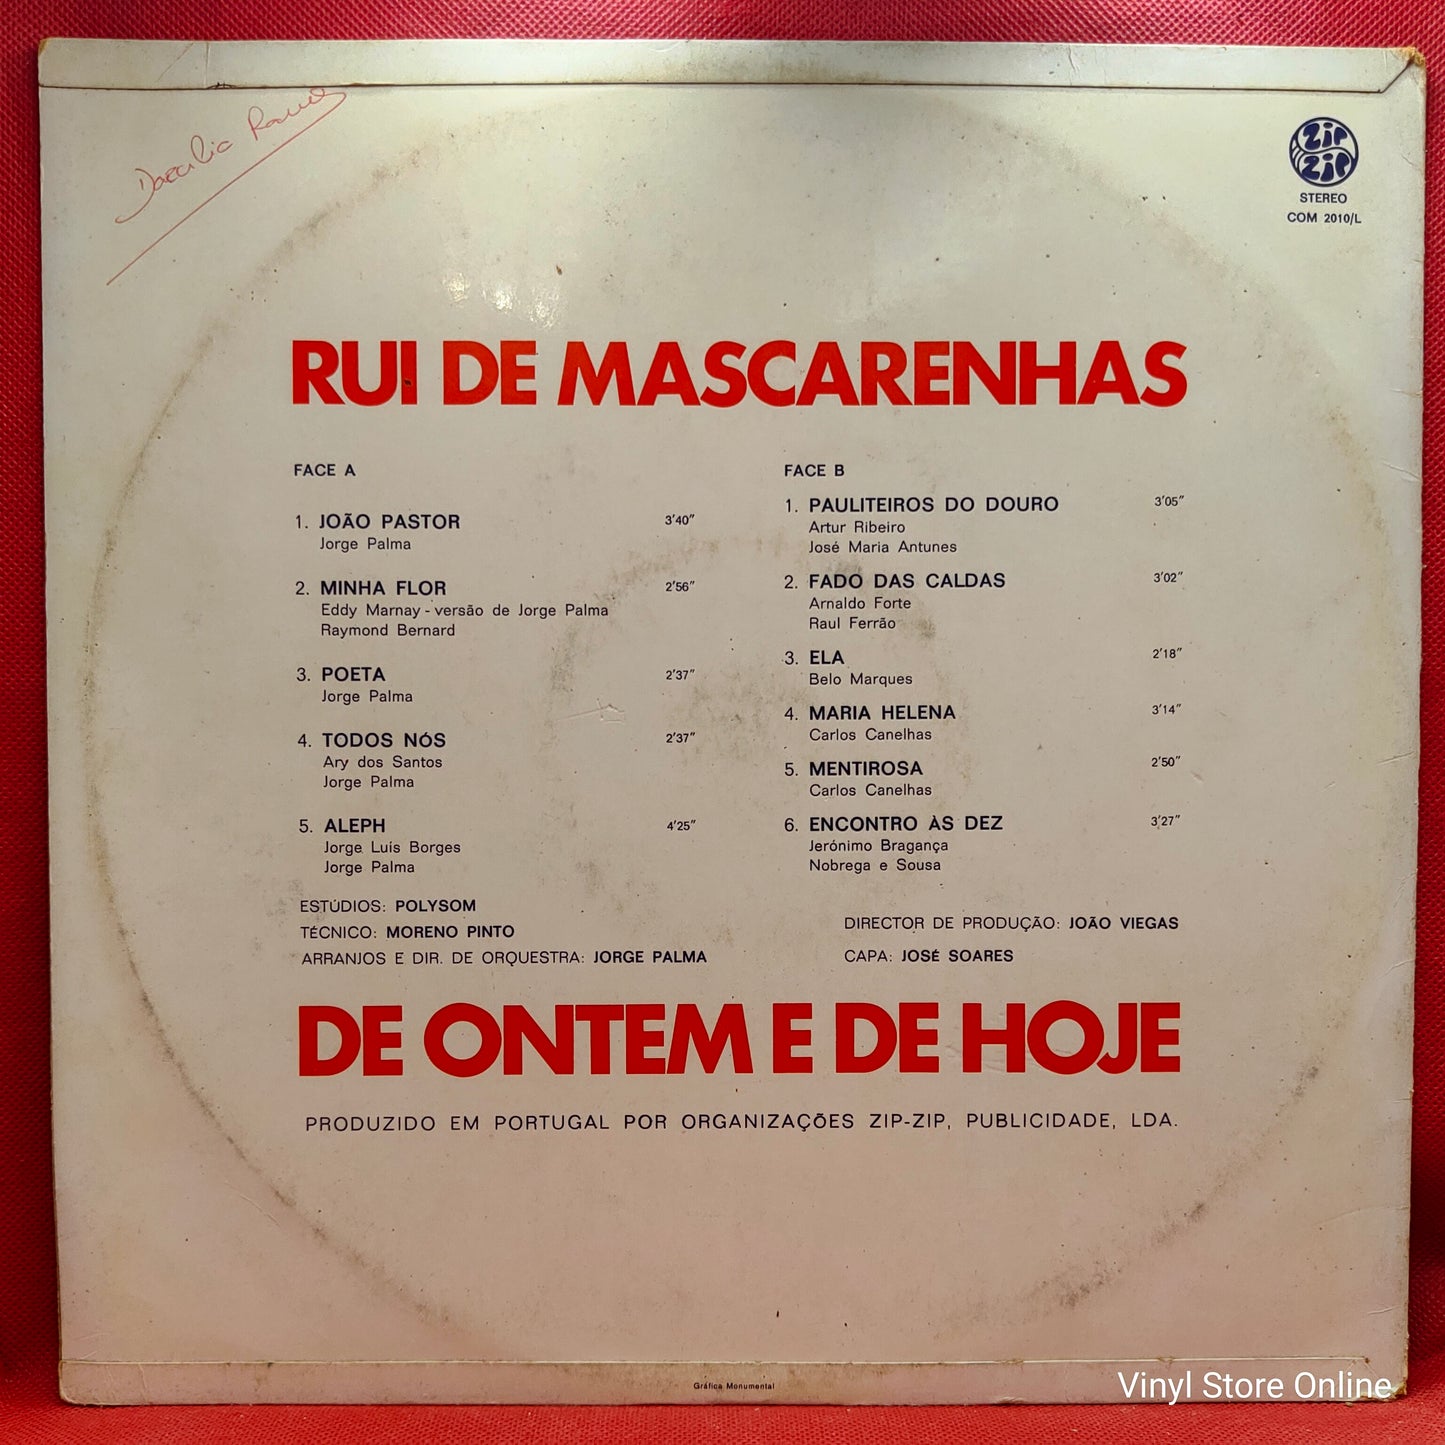 ZIP
ZIP
STEREO
COM 2010/L
RUI DE MASCARENHAS
FACE A
1. JOÃO PASTOR 3'40"
Jorge Palma
2. MINHA FLOR 2'56"
Eddy Marnay - versão de Jorge Palma
Raymond Bernard
3. POETA 2'37"
Jorge Palma
4. TODOS NÓS 2'37"
Ary dos Santos
Jorge Palma
5. ALEPH 4'25"
Jorge Luís Borges
Jorge Palma
FACE B
1. PAULITEIROS DO DOURO 3'05"
Artur Ribeiro
José Maria Antunes
2. FADO DAS CALDAS 3'02"
Arnaldo Forte
Raul Ferrão
3. ELA 2'18"
Belo Marques
4. MARIA HELENA 3'14"
Carlos Canelhas
5. MENTIROSA 2'50"
Carlos Canelhas
6. ENCONTRO ÀS DEZ 3'27"
Jerónimo Bragança
Nobrega e Sousa
ESTÚDIOS: POLYSOM
TÉCNICO: MORENO PINTO
ARRANJOS E DIR. DE ORQUESTRA: JORGE PALMA
DIRECTOR DE PRODUÇÃO: JOÃO VIEGAS
CAPA: JOSÉ SOARES
DE ONTEM E DE HOJE
PRODUZIDO EM PORTUGAL POR ORGANIZAÇÕES ZIP-ZIP, PUBLICIDADE, LDA.
Gráfica Monumental
Vinyl Store Online